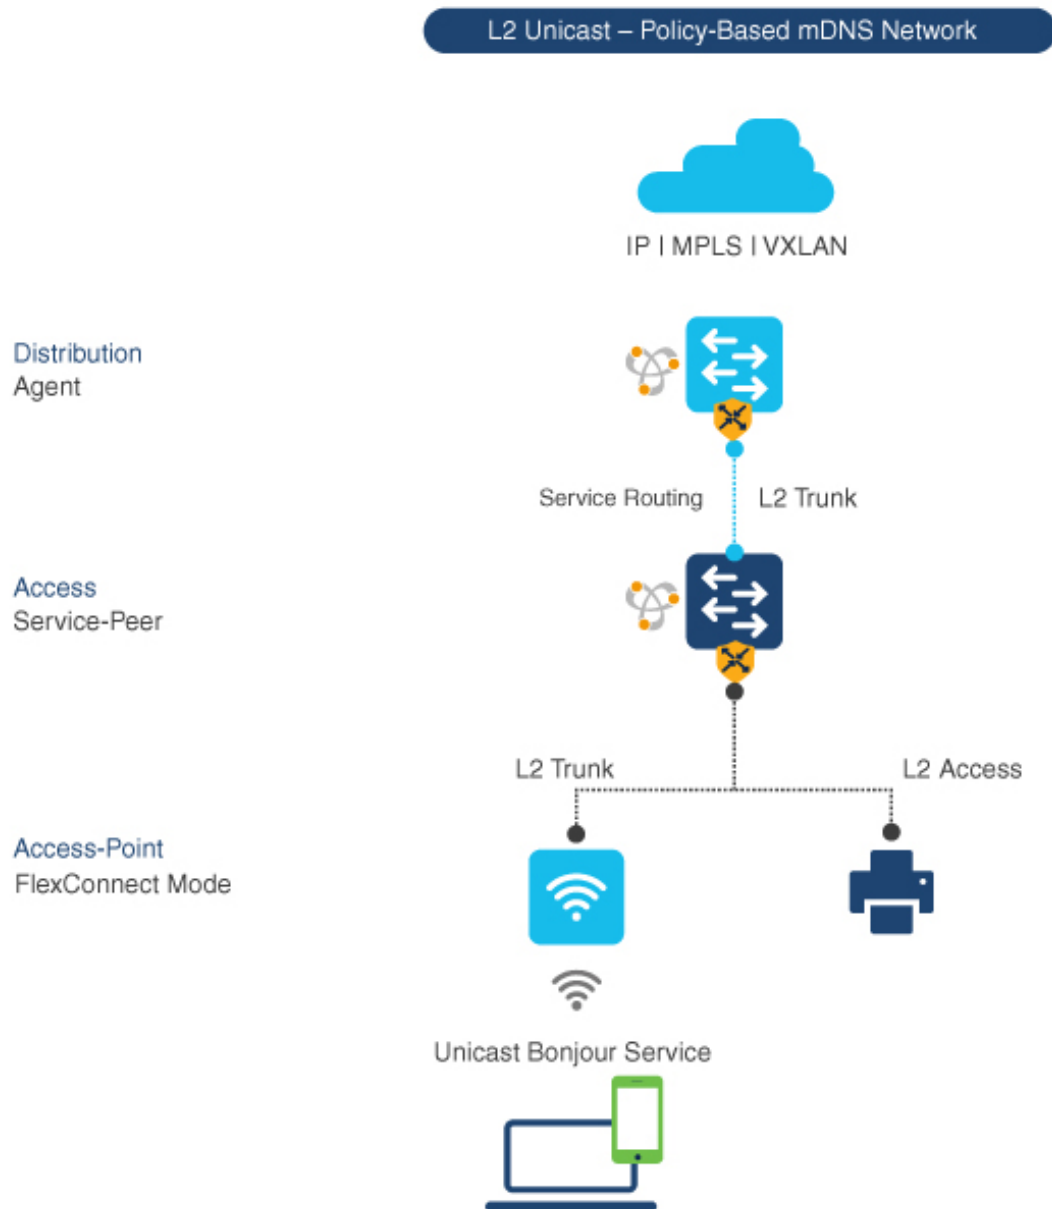 L2 Unicast – Policy-Based mDNS Network
IP | MPLS | VXLAN
Distribution
Agent
Service Routing
L2 Trunk
Access
Service-Peer
L2 Trunk
L2 Access
Access-Point
FlexConnect Mode
Unicast Bonjour Service